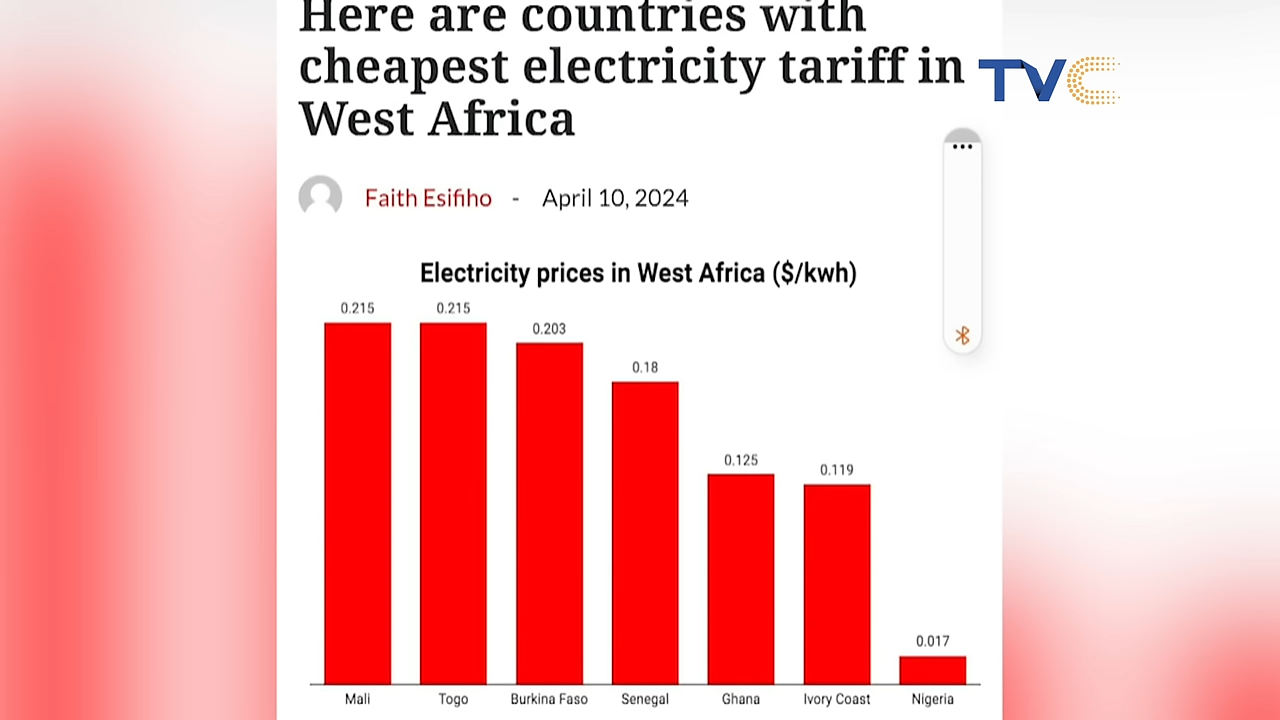 Here are countries with
cheapest electricity tariff in
West Africa
TVC
Faith Esifiho - April 10, 2024
Electricity prices in West Africa ($/kwh)
0.215
0.215
0.203
0.18
0.125
0.119
0.017
Mali
Togo
Burkina Faso
Senegal
Ghana
Ivory Coast
Nigeria